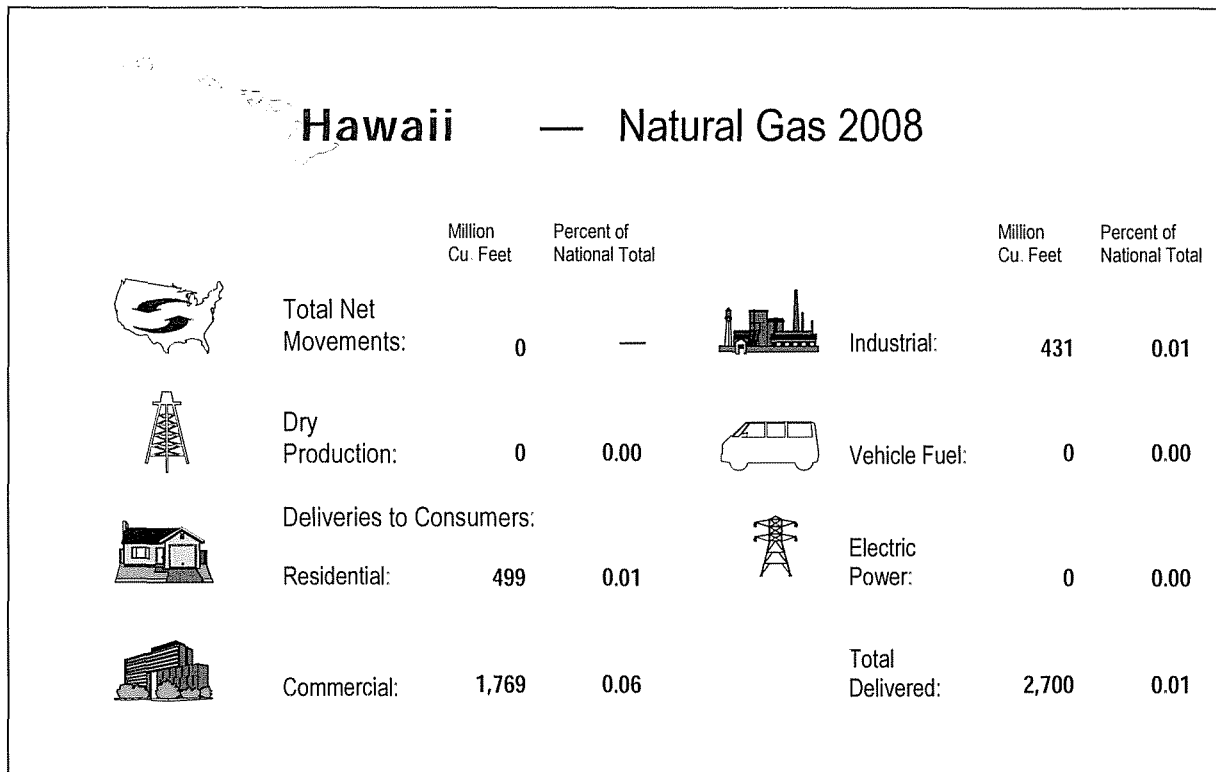 Hawaii — Natural Gas 2008
Million Percent of
Cu. Feet National Total
Total Net
Movements: 0 —
Dry
Production: 0 0.00
Deliveries to Consumers:
Residential: 499 0.01
Commercial: 1,769 0.06
Million Percent of
Cu. Feet National Total
Industrial: 431 0.01
Vehicle Fuel: 0 0.00
Electric
Power: 0 0.00
Total
Delivered: 2,700 0.01